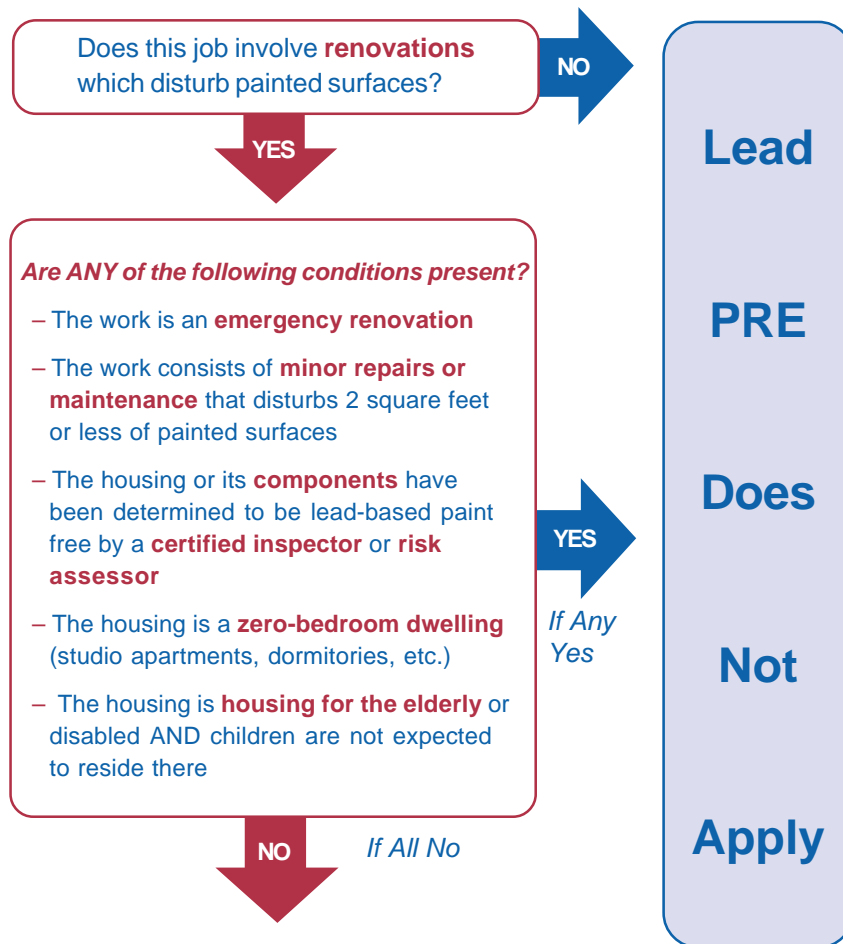 Does this job involve renovations
which disturb painted surfaces?
NO
YES
Are ANY of the following conditions present?
– The work is an emergency renovation
– The work consists of minor repairs or
maintenance that disturbs 2 square feet
or less of painted surfaces
– The housing or its components have
been determined to be lead-based paint
free by a certified inspector or risk
assessor
– The housing is a zero-bedroom dwelling
(studio apartments, dormitories, etc.)
– The housing is housing for the elderly or
disabled AND children are not expected
to reside there
YES
If Any
Yes
NO
If All No
Lead
PRE
Does
Not
Apply